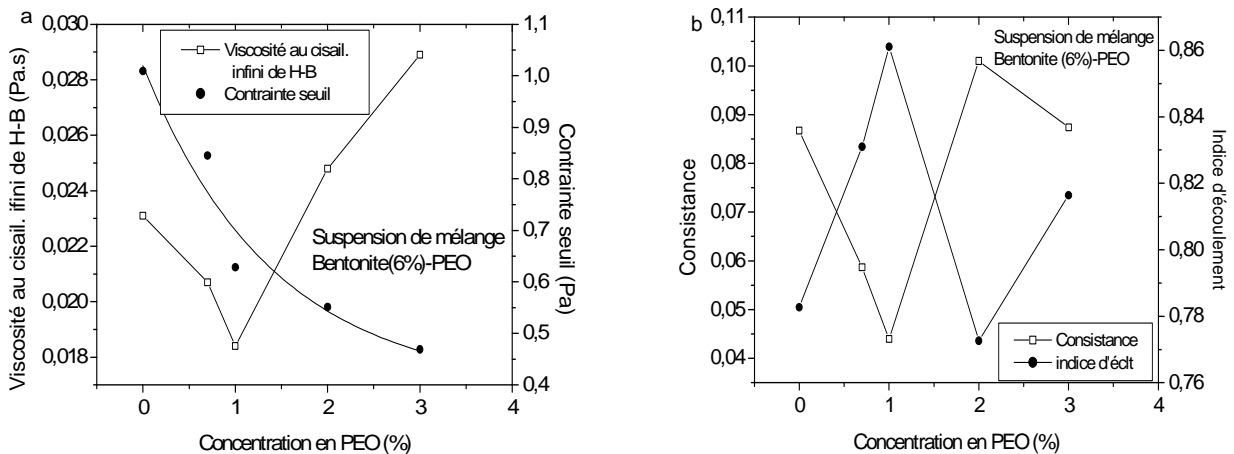 a
0,030
0,028
0,026
0,024
0,022
0,020
0,018
Viscosité au cisail. ifini de H-B (Pa.s)
Viscosité au cisail.
infini de H-B
Contrainte seuil
Suspension de mélange
Bentonite(6%)-PEO
1,1
1,0
0,9
0,8
0,7
0,6
0,5
0,4
Contrainte seuil (Pa)
0 1 2 3 4
Concentration en PEO (%)
b
0,11
0,10
0,09
0,08
0,07
0,06
0,05
0,04
Consistance
Suspension de mélange
Bentonite (6%)-PEO
Consistance
indice d'éclt
0,86
0,84
0,82
0,80
0,78
0,76
Indice d'écoulement
0 1 2 3 4
Concentration en PEO (%)